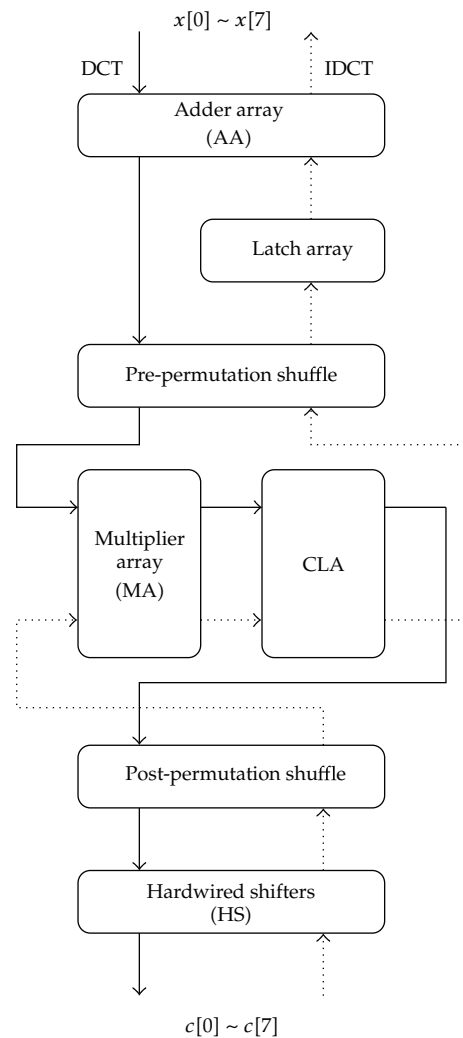 x[0] ~ x[7]
DCT
IDCT
Adder array
(AA)
Latch array
Pre-permutation shuffle
Multiplier
array
(MA)
CLA
Post-permutation shuffle
Hardwired shifters
(HS)
c[0] ~ c[7]